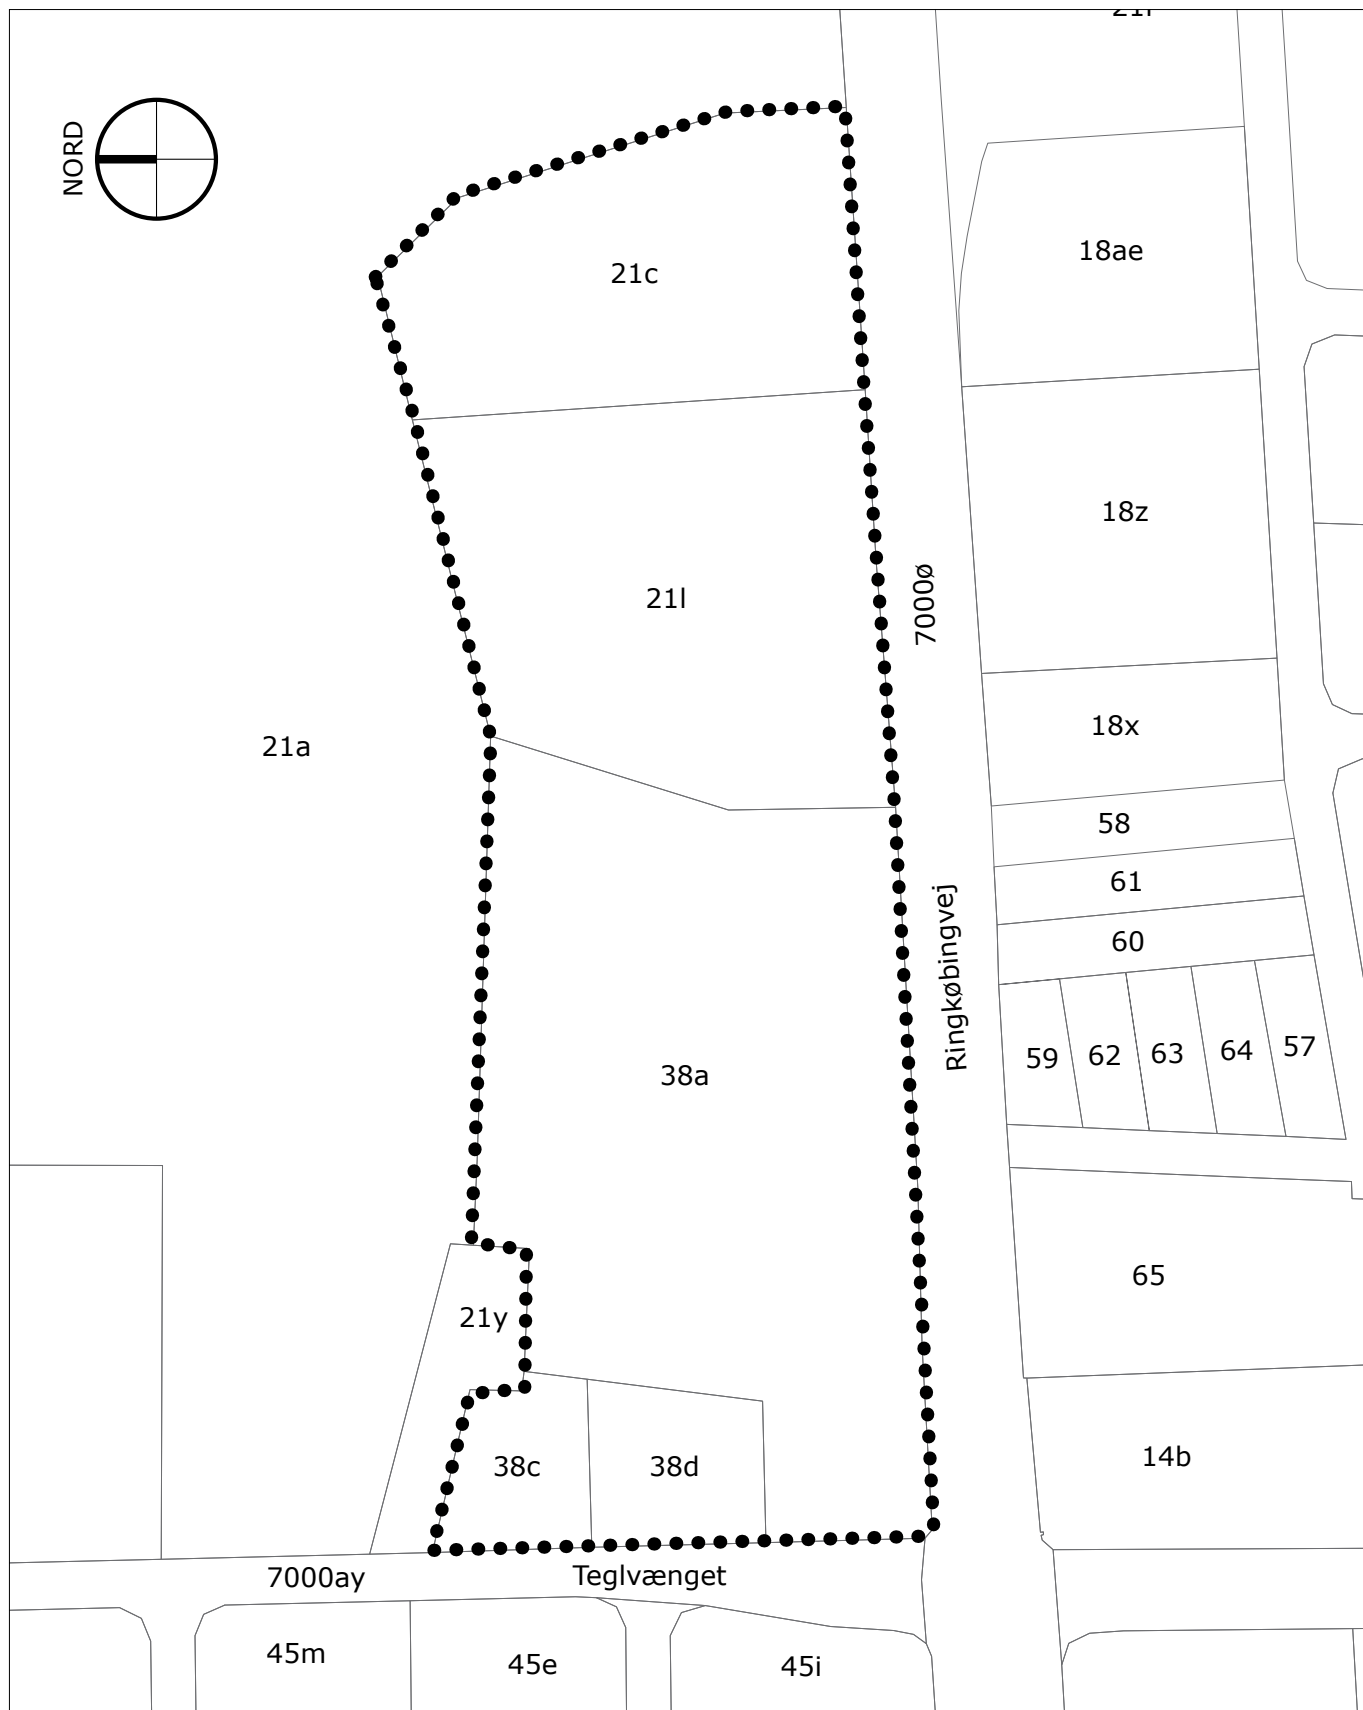 NORD
21c
18ae
18z
21l
7000ø
18x
21a
58
61
60
Ringkøbingvej
59
62
63
64
57
38a
65
21y
38c
38d
14b
7000ay
Teglvænget
45m
45e
45i